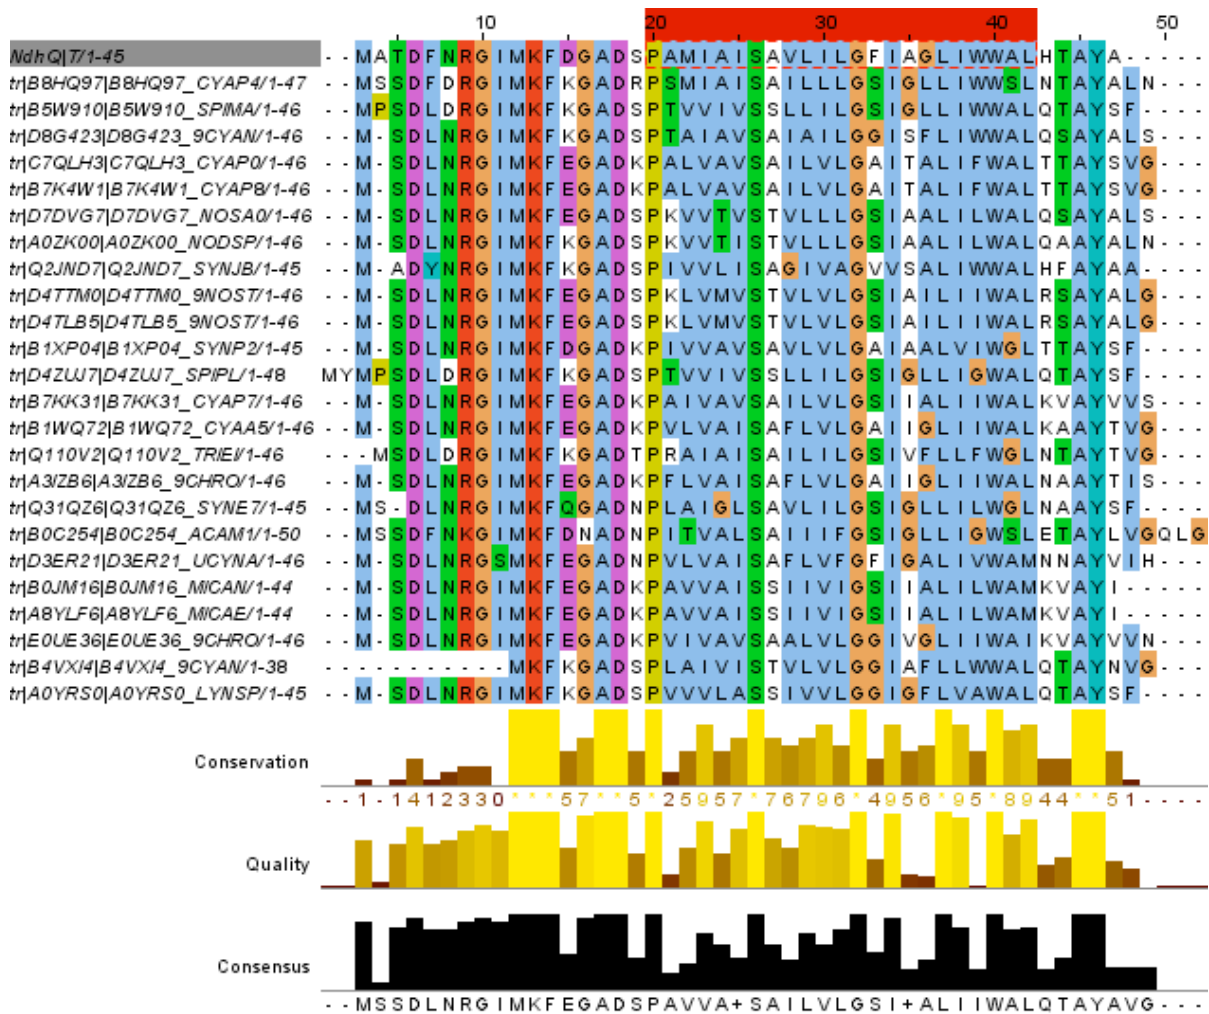 10 20 30 40 50
NdhQ|T/1-45 --MATDFNRGIMKFDGADSPAMIAISAVLILGFIAGLIWWALHTAYA-----
tr|B8HQ97|B8HQ97_CYAP4/1-47 --MSSDFDRGIMKFKGADRPSMIAISAILLLGSIGLLIWWSLNTAYALN---
tr|B5W910|B5W910_SPIMA/1-46 --MPSDLDRGIMKFKGADSPTVVIVSAILILGSIGLLIWWALQTAYSF----
tr|D8G423|D8G423_9CYAN/1-46 --M-SDLNRGIMKFKGADSPTAIAVSAIAILGGISFLIWWALQSAYALS---
tr|C7QLH3|C7QLH3_CYAP0/1-46 --M-SDLNRGIMKFEGADKPALVAVSAILVLGAITALIFWALTTAYSVG---
tr|B7K4W1|B7K4W1_CYAP8/1-46 --M-SDLNRGIMKFEGADKPALVAVSAILVLGAITALIFWALTTAYSVG---
tr|D7DVG7|D7DVG7_NOSA0/1-46 --M-SDLNRGIMKFEGADSPKVVTVSTVLLLGSIAALILWALQSAYALS---
tr|A0ZK00|A0ZK00_NODSP/1-46 --M-SDLNRGIMKFKGADSPKVVTISTVLLLGSIAALILWALQAAYALN---
tr|Q2JND7|Q2JND7_SYNJB/1-45 --M-ADYNRGIMKFKGADSPIVVLISAGIVAGVVSALIWWALHFAYAA----
tr|D4TTM0|D4TTM0_9NOST/1-46 --M-SDLNRGIMKFEGADSPKLVMVSTVLVLGSIAILIIWALRSAYALG---
tr|D4TLB5|D4TLB5_9NOST/1-46 --M-SDLNRGIMKFEGADSPKLVMVSTVLVLGSIAILIIWALRSAYALG---
tr|B1XP04|B1XP04_SYNP2/1-45 --M-SDLNRGIMKFDGADKPIVVAVSAVLVLGAIAALVIWGLTTAYSF----
tr|D4ZUJ7|D4ZUJ7_SPIPL/1-48 MYMPSDLDRGIMKFKGADSPTVVIVSSLLILGSIGLLIGWALQTAYSF----
tr|B7KK31|B7KK31_CYAP7/1-46 --M-SDLNRGIMKFEGADKPAIVAVSAILVLGSIIALIIWALKVAYVVS---
tr|B1WQ72|B1WQ72_CYAA5/1-46 --M-SDLNRGIMKFEGADKPVLVAISAFLVLGAIIGLIIWALKAAYTVG---
tr|Q110V2|Q110V2_TRIEI/1-46 ---MSDLDRGIMKFKGADTPRAIAISAILILGSIVFLLFWGLNTAYTVG---
tr|A3IZB6|A3IZB6_9CHRO/1-46 --M-SDLNRGIMKFEGADKPFLVAISAFLILGAIIGLIIWALNAAYTIS---
tr|Q31QZ6|Q31QZ6_SYNE7/1-45 --MS-DLNRGIMKFQGADNPLAIGLSAVLVLGSIGLLILWGLNAAYSF----
tr|B0C254|B0C254_ACAM1/1-50 --MSSDFNKGIMKFDNADNPITVALSAIIIFGSIGLLIGWSLETAYLVGQLG
tr|D3ER21|D3ER21_UCYNA/1-46 --M-SDLNRGSMKFEGADNPVLVAISAFLVFGFIGALIVWAMNNAYVIH---
tr|B0JM16|B0JM16_MICAN/1-44 --M-SDLNRGIMKFEGADKPAVVAISSIIVIGSIIALILWAMKVAYI-----
tr|A8YLF6|A8YLF6_MICAE/1-44 --M-SDLNRGIMKFEGADKPAVVAISSIIVIGSIIALILWAMKVAYI-----
tr|E0UE36|E0UE36_9CHRO/1-46 --M-SDLNRGIMKFEGADKPVIVAVSAALVLGGIVGLIIWAIKVAYVVN---
tr|B4VXI4|B4VXI4_9CYAN/1-38 -----------MKFKGADSPLAIVISTVLVLGGIAFLLWWALQTAYNVG---
tr|A0YRS0|A0YRS0_LYNSP/1-45 --M-SDLNRGIMKFKGADSPVVVLASSIVVLGGIGFLVAWALQTAYSF----
Conservation
--1-1412330***57**5*25957*76796*4956*95*8944**51----
Quality
Consensus
--MSSDLNRGIMKFEGADSPAVVA+SAILVLGSI+ALIIWALQTAYAVG---